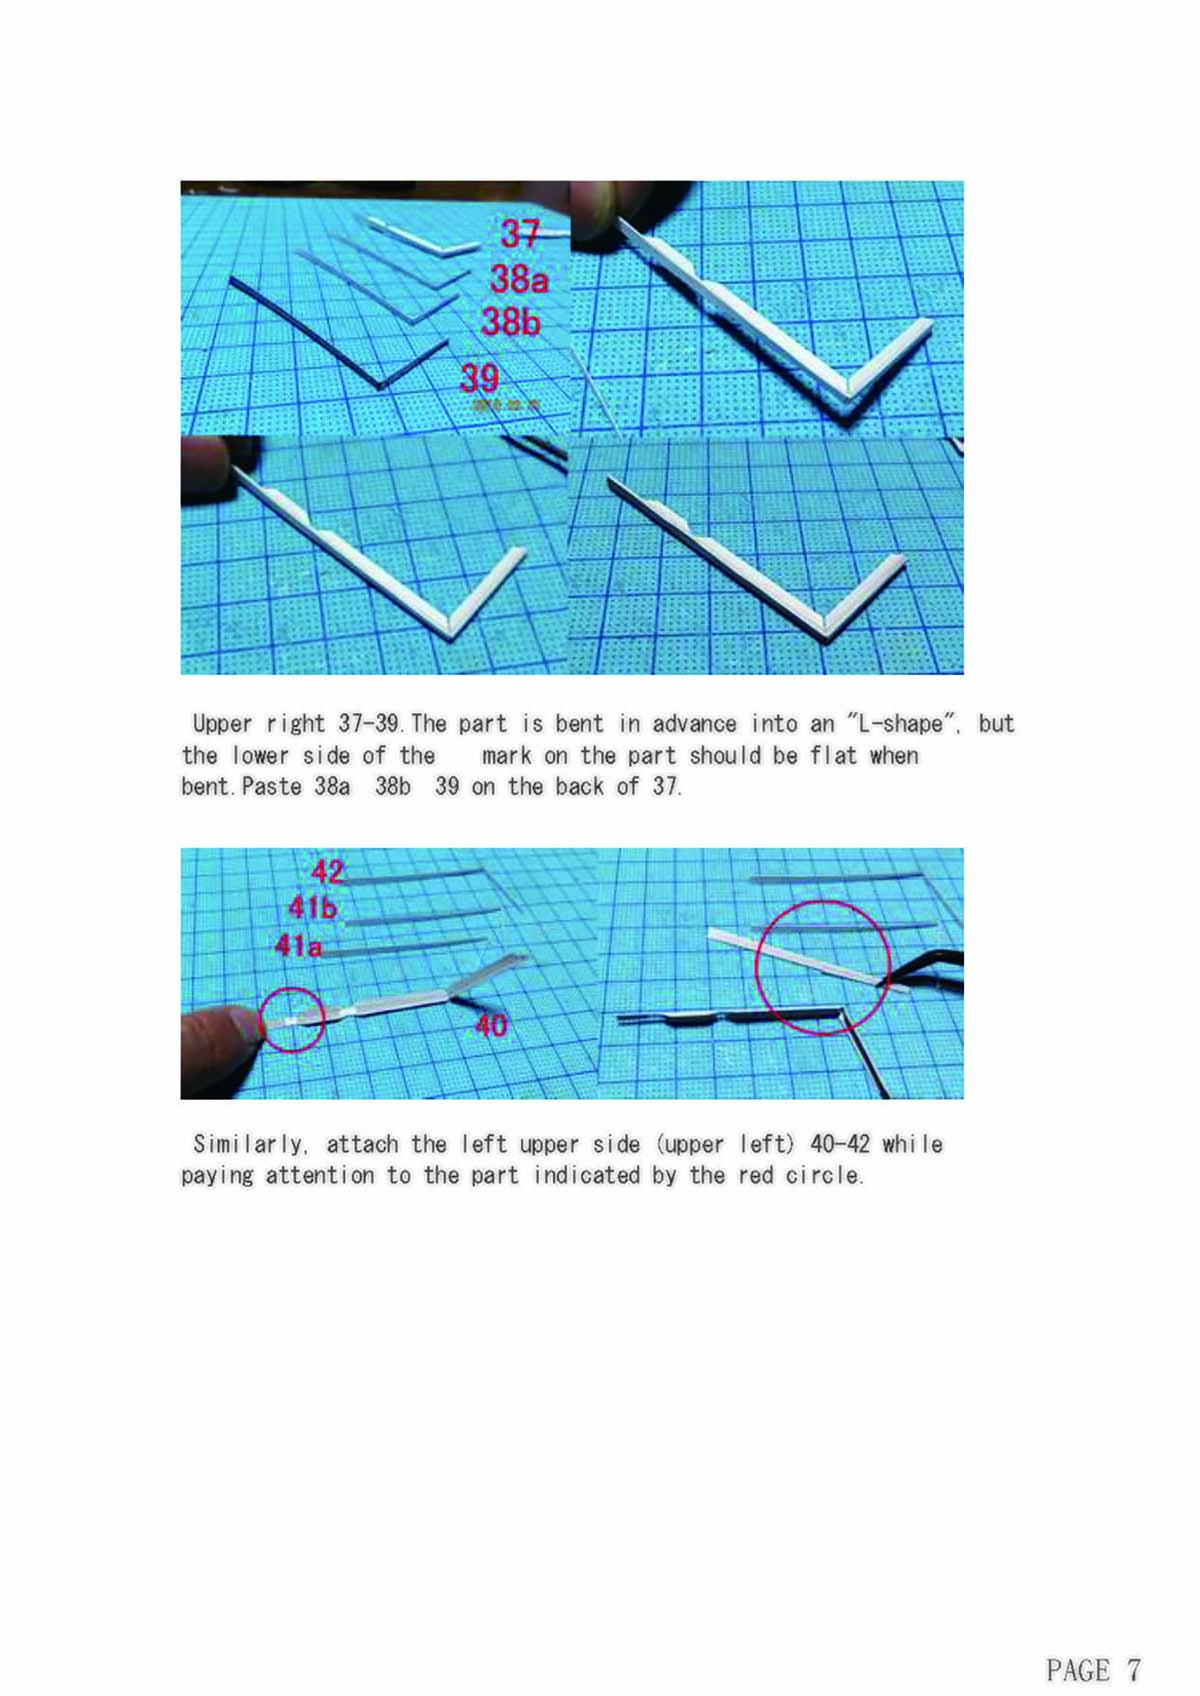 37
38a
38b
39
Upper right 37-39.The part is bent in advance into an "L-shape", but
the lower side of the mark on the part should be flat when
bent.Paste 38a 38b 39 on the back of 37.
42
41b
41a
40
Similarly, attach the left upper side (upper left) 40-42 while
paying attention to the part indicated by the red circle.
PAGE 7